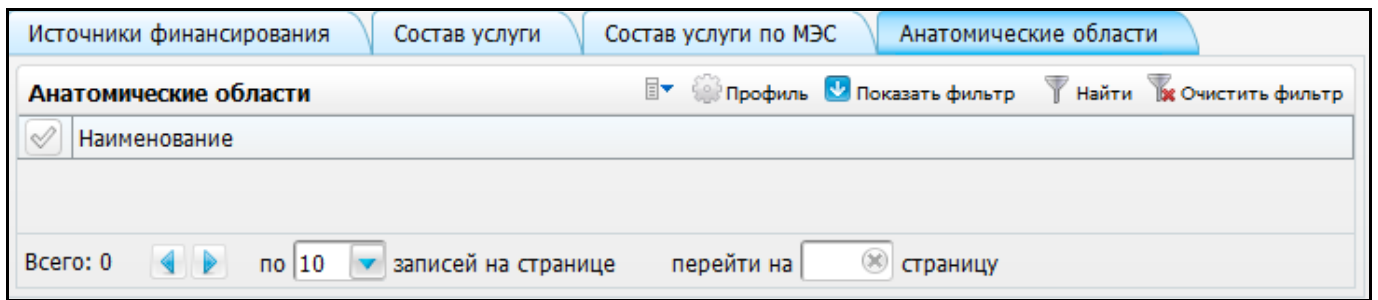 Источники финансирования Состав услуги Состав услуги по МЭС Анатомические области
Анатомические области Профиль Показать фильтр Найти Очистить фильтр
Наименование
Всего: 0 по 10 записей на странице перейти на страницу